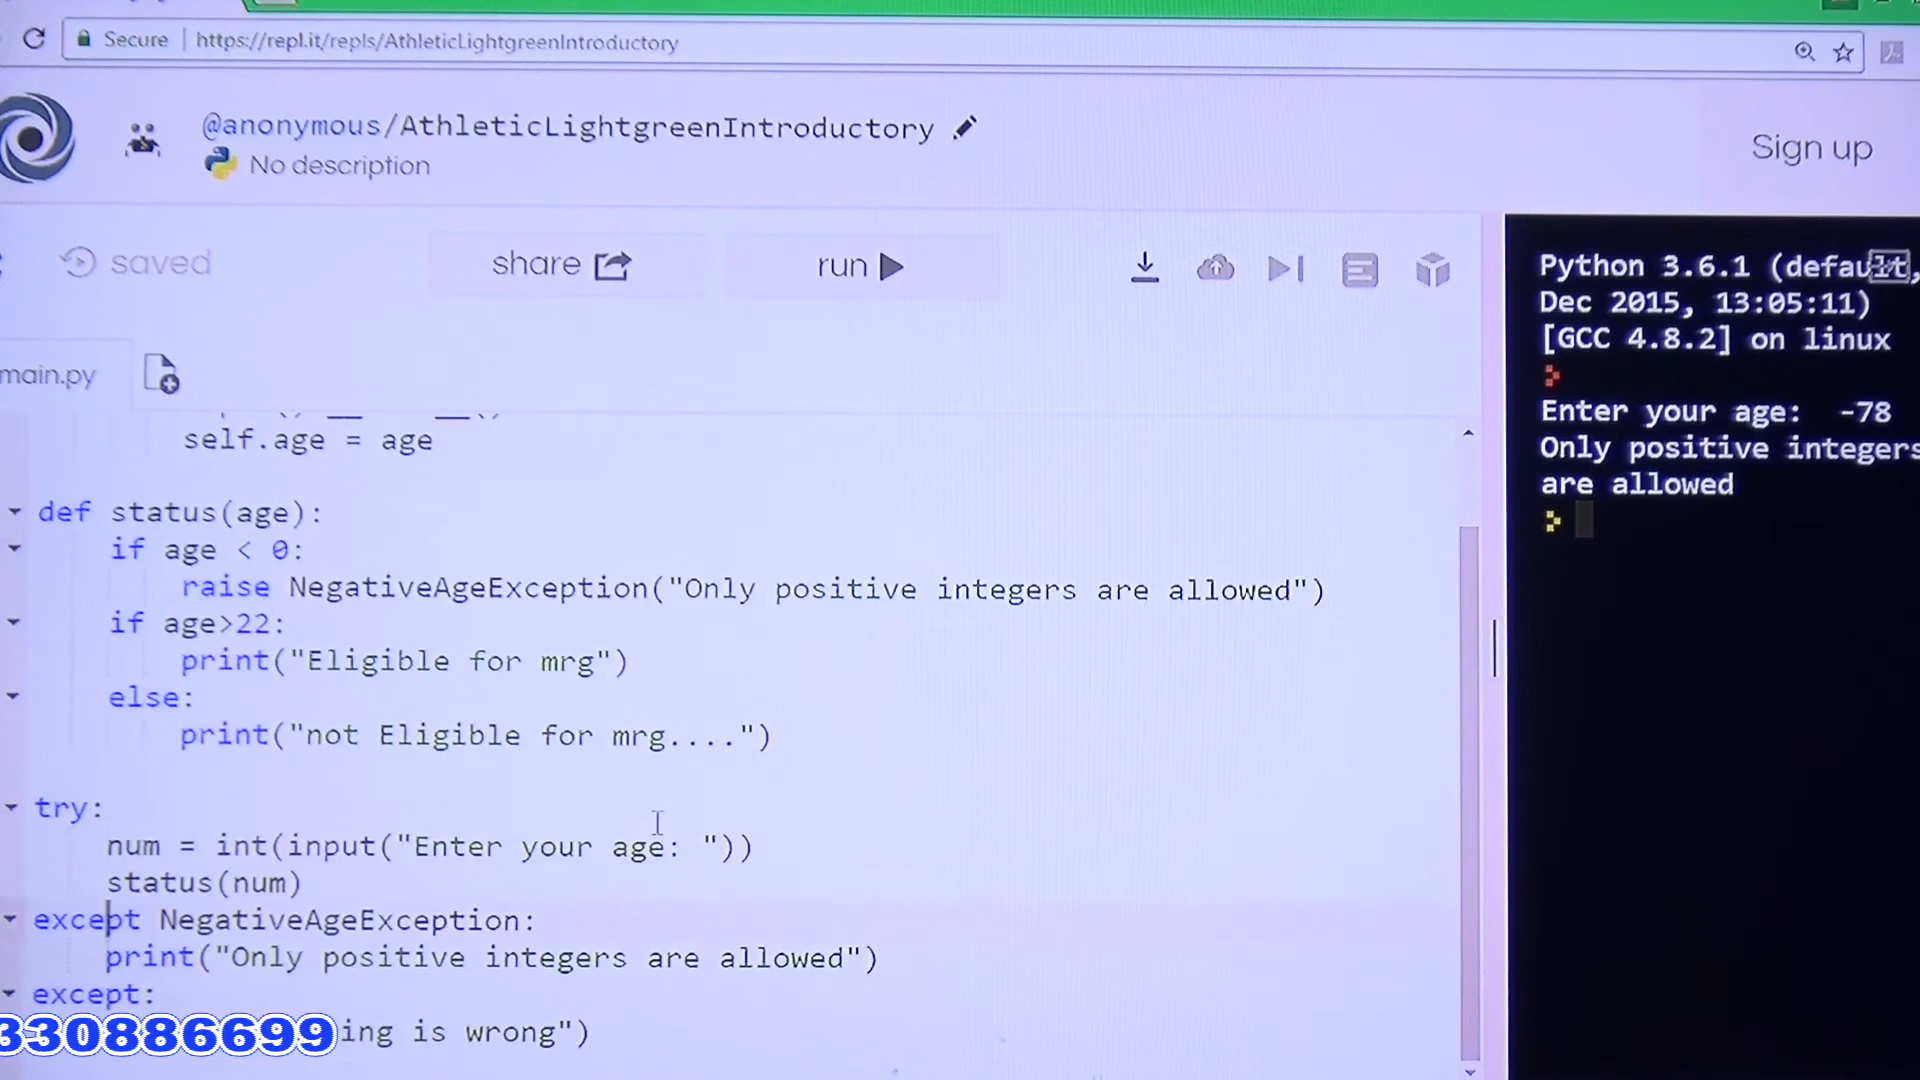 Secure https://repl.it/repls/AthleticLightgreenIntroductory
@anonymous/AthleticLightgreenIntroductory
No description
Sign up
saved
share
run
main.py
self.age = age
def status(age):
if age < 0:
raise NegativeAgeException("Only positive integers are allowed")
if age>22:
print("Eligible for mrg")
else:
print("not Eligible for mrg....")
try:
num = int(input("Enter your age: "))
status(num)
except NegativeAgeException:
print("Only positive integers are allowed")
except:
330886699
ing is wrong")
Python 3.6.1 (default,
Dec 2015, 13:05:11)
[GCC 4.8.2] on linux
Enter your age:  -78
Only positive integers
are allowed